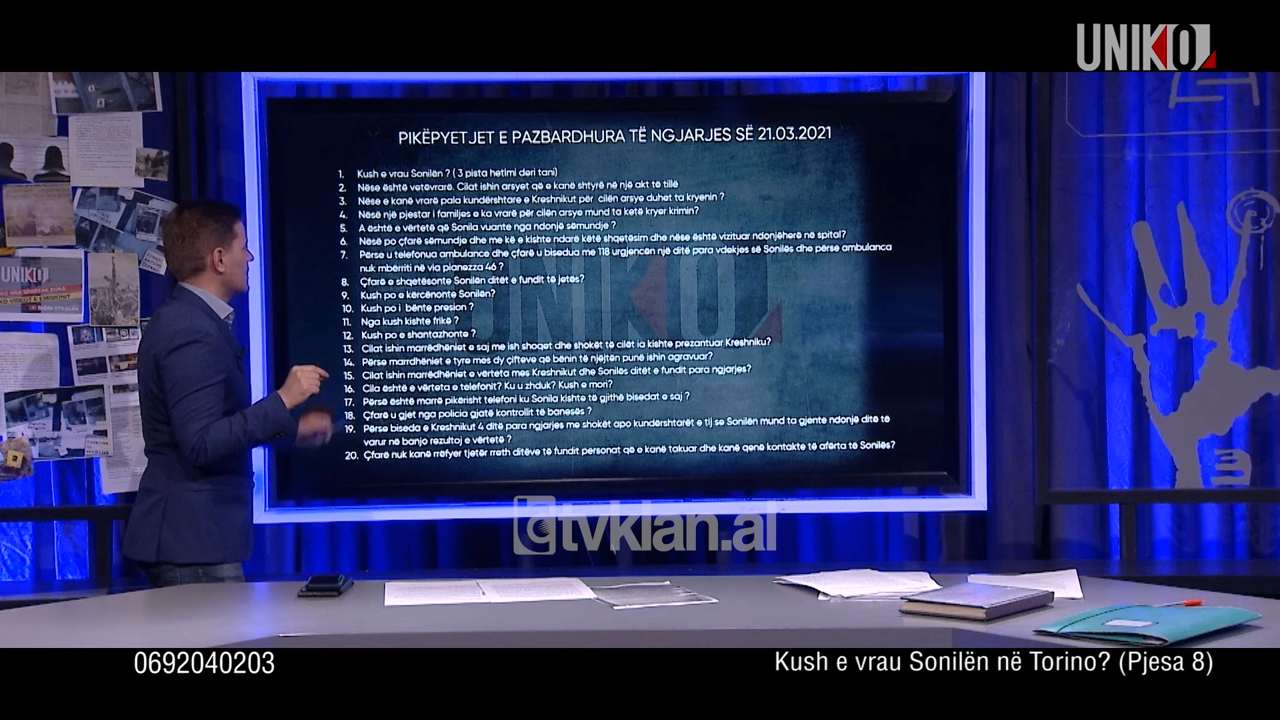 UNIKO
PIKËPYETJET E PAZBARDHURA TË NGJARJES SË 21.03.2021
1. Kush e vrau Sonilën ? ( 3 pista hetimi deri tani)
2. Nëse është vetëvrarë. Cilat ishin arsyet që e kanë shtyrë në një akt të tillë
3. Nëse e kanë vrarë pala kundërshtare e Kreshnikut për cilën arsye duhet ta kryenin ?
4. Nësë një pjestar i familjes e ka vrarë për cilën arsye mund ta ketë kryer krimin?
5. A është e vërtetë që Sonila vuante nga ndonjë sëmundje ?
6. Nësë po çfarë sëmundje dhe me kë e kishte ndarë këtë shqetësim dhe nëse është vizituar ndonjëherë në spital?
7. Përse u telefonua ambulance dhe çfarë u bisedua me 118 urgjencën një ditë para vdekjes së Sonilës dhe përse ambulanca
nuk mbërriti në via pianezza 46 ?
8. Çfarë e shqetësonte Sonilën ditët e fundit të jetës?
9. Kush po e kërcënonte Sonilën?
10. Kush po i bënte presion ?
11. Nga kush kishte frikë ?
12. Kush po e shantazhonte ?
13. Cilat ishin marrëdhëniet e saj me ish shoqet dhe shokët të cilët ia kishte prezantuar Kreshniku?
14. Përse marrdhëniet e tyre mes dy çifteve që bënin të njëjtën punë ishin agravuar?
15. Cilat ishin marrëdhëniet e vërteta mes Kreshnikut dhe Sonilës ditët e fundit para ngjarjes?
16. Cila është e vërteta e telefonit? Ku u zhduk? Kush e mori?
17. Përsë është marrë pikërisht telefoni ku Sonila kishte të gjithë bisedat e saj ?
18. Çfarë u gjet nga policia gjatë kontrollit të banesës ?
19. Përse biseda e Kreshnikut 4 ditë para ngjarjes me shokët apo kundërshtarët e tij se Sonilën mund ta gjente ndonjë ditë të
varur në banjo rezultoj e vërtetë ?
20. Çfarë nuk kanë rrëfyer tjetër rreth ditëve të fundit personat që e kanë takuar dhe kanë qenë kontakte të afërta të Sonilës?
UNIKO
UNIKO
tvklan.al
3
0692040203
Kush e vrau Sonilën në Torino? (Pjesa 8)